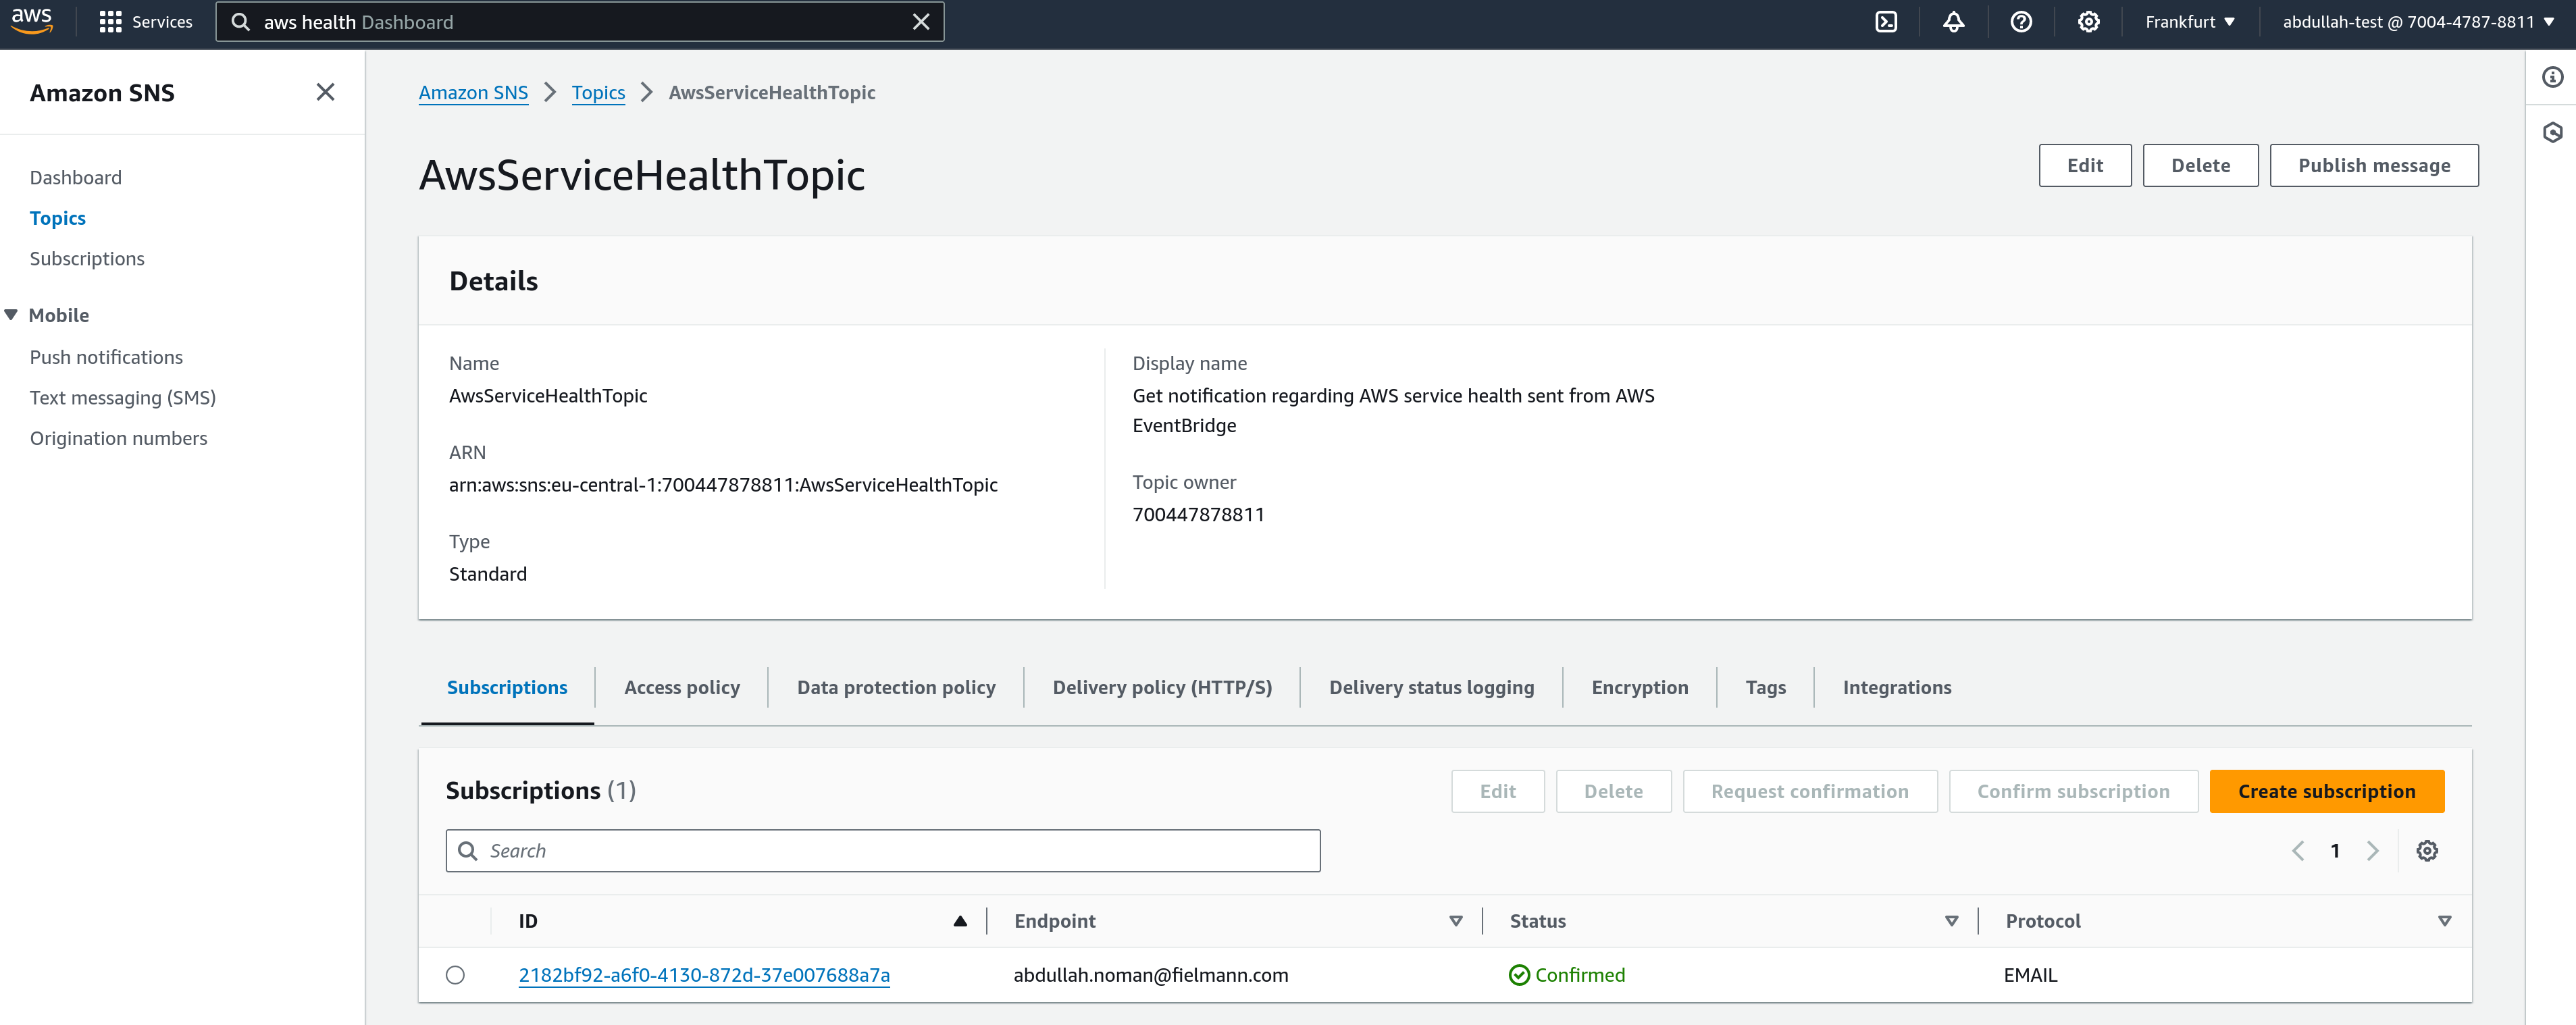 aws
Services
aws health Dashboard
Frankfurt
abdullah-test @ 7004-4787-8811
Amazon SNS
Dashboard
Topics
Subscriptions
Mobile
Push notifications
Text messaging (SMS)
Origination numbers
Amazon SNS
Topics
AwsServiceHealthTopic
AwsServiceHealthTopic
Edit
Delete
Publish message
Details
Name
AwsServiceHealthTopic
ARN
arn:aws:sns:eu-central-1:700447878811:AwsServiceHealthTopic
Type
Standard
Display name
Get notification regarding AWS service health sent from AWS
EventBridge
Topic owner
700447878811
Subscriptions
Access policy
Data protection policy
Delivery policy (HTTP/S)
Delivery status logging
Encryption
Tags
Integrations
Subscriptions (1)
Edit
Delete
Request confirmation
Confirm subscription
Create subscription
Search
1
ID
Endpoint
Status
Protocol
2182bf92-a6f0-4130-872d-37e007688a7a
abdullah.noman@fielmann.com
Confirmed
EMAIL